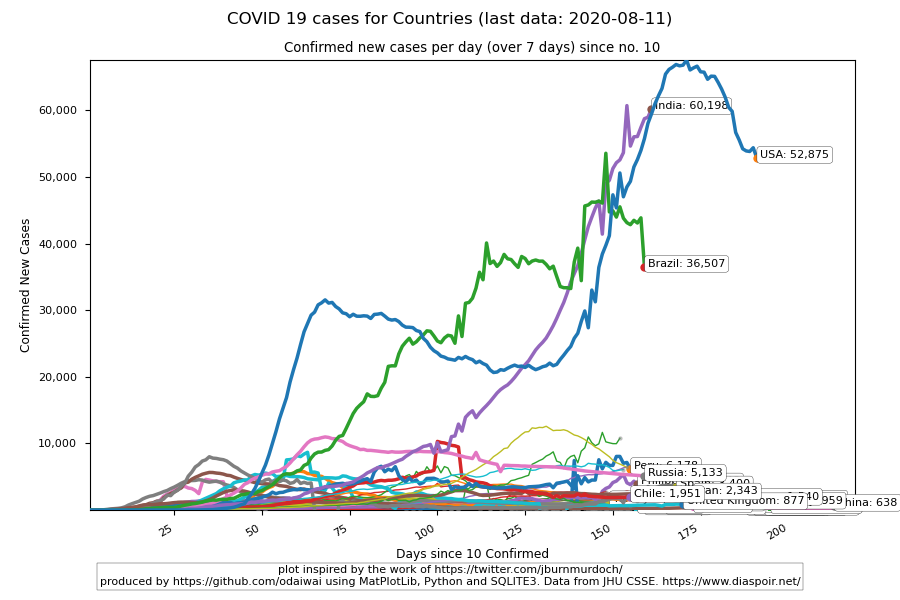 COVID 19 cases for Countries (last data: 2020-08-11)
Confirmed new cases per day (over 7 days) since no. 10
Confirmed New Cases
60,000
50,000
40,000
30,000
20,000
10,000
India: 60,198
USA: 52,875
Brazil: 36,507
Peru: 6,178
Russia: 5,133
Chile: 1,951
2,343
877
959
638
25
50
75
100
125
150
175
200
Days since 10 Confirmed
plot inspired by the work of https://twitter.com/jburnmurdoch/
produced by https://github.com/odaiwai using MatPlotLib, Python and SQLITE3. Data from JHU CSSE. https://www.diaspoir.net/